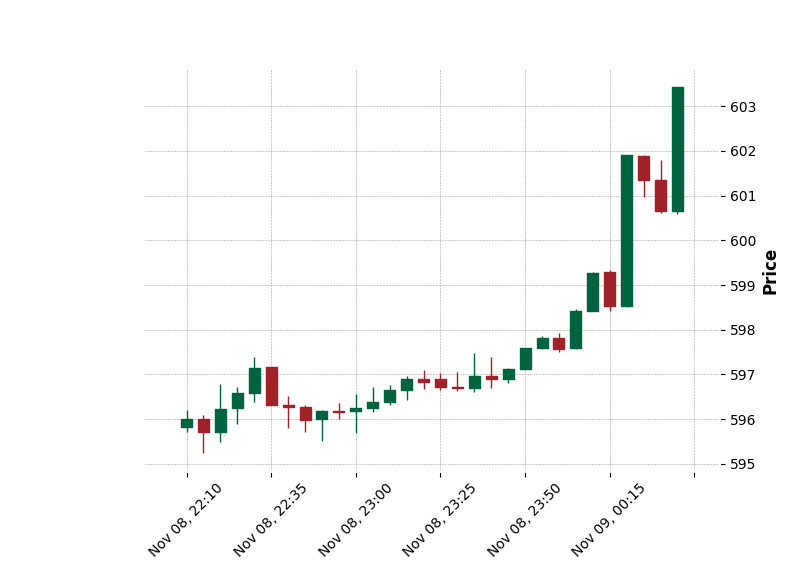 603
602
601
600
599
598
597
596
595
Price
Nov 08, 22:10
Nov 08, 22:35
Nov 08, 23:00
Nov 08, 23:25
Nov 08, 23:50
Nov 09, 00:15